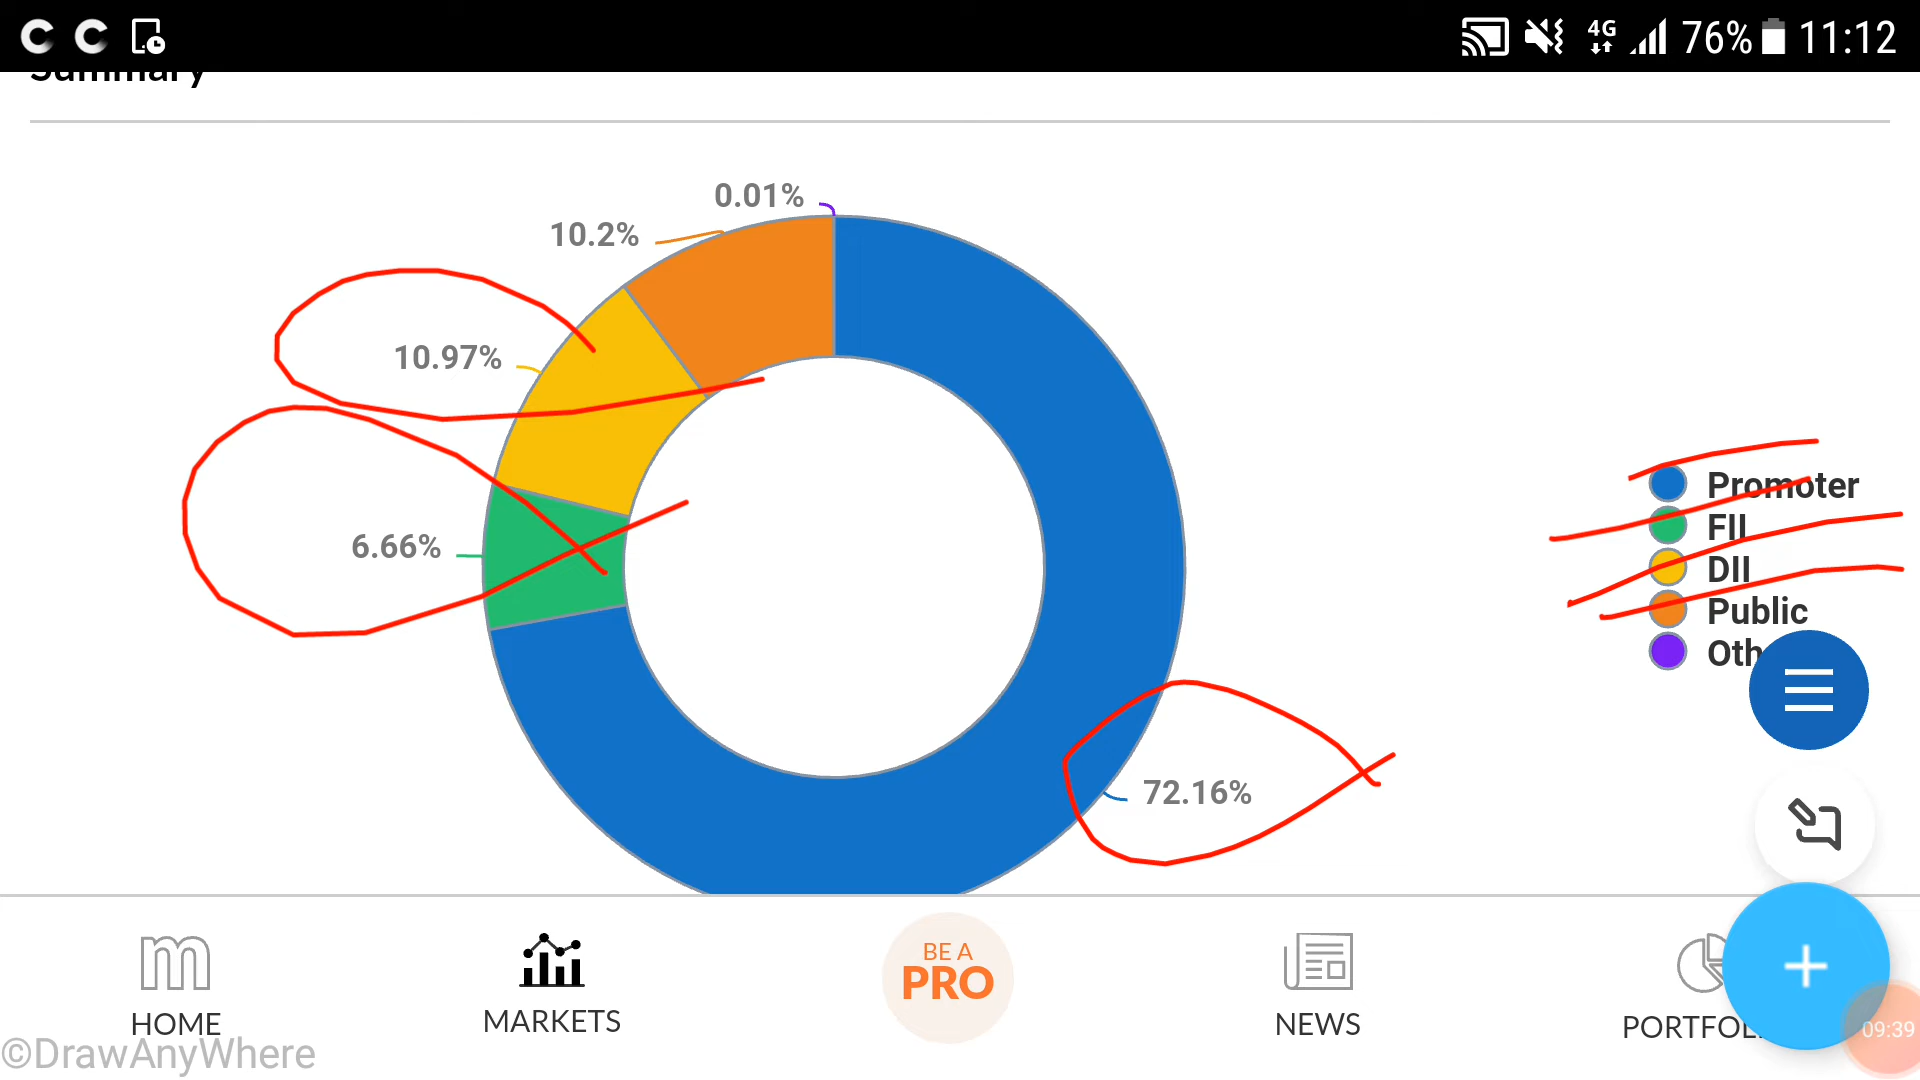 4G 76% 11:12
Summary
0.01%
10.2%
10.97%
6.66%
72.16%
Promoter
FII
DII
Public
Oth
BE A
PRO
HOME
MARKETS
NEWS
PORTFOL
09:39
©DrawAnyWhere